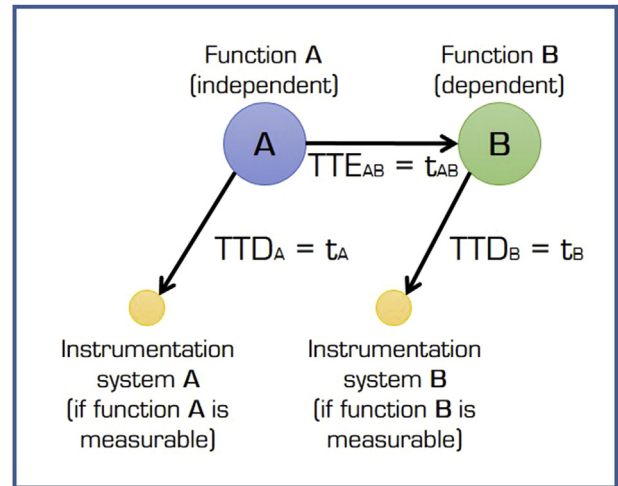 Function A
(independent)
Function B
(dependent)
A
B
TTEAB = tAB
TTDA = tA
TTDB = tB
Instrumentation
system A
(if function A is
measurable)
Instrumentation
system B
(if function B is
measurable)